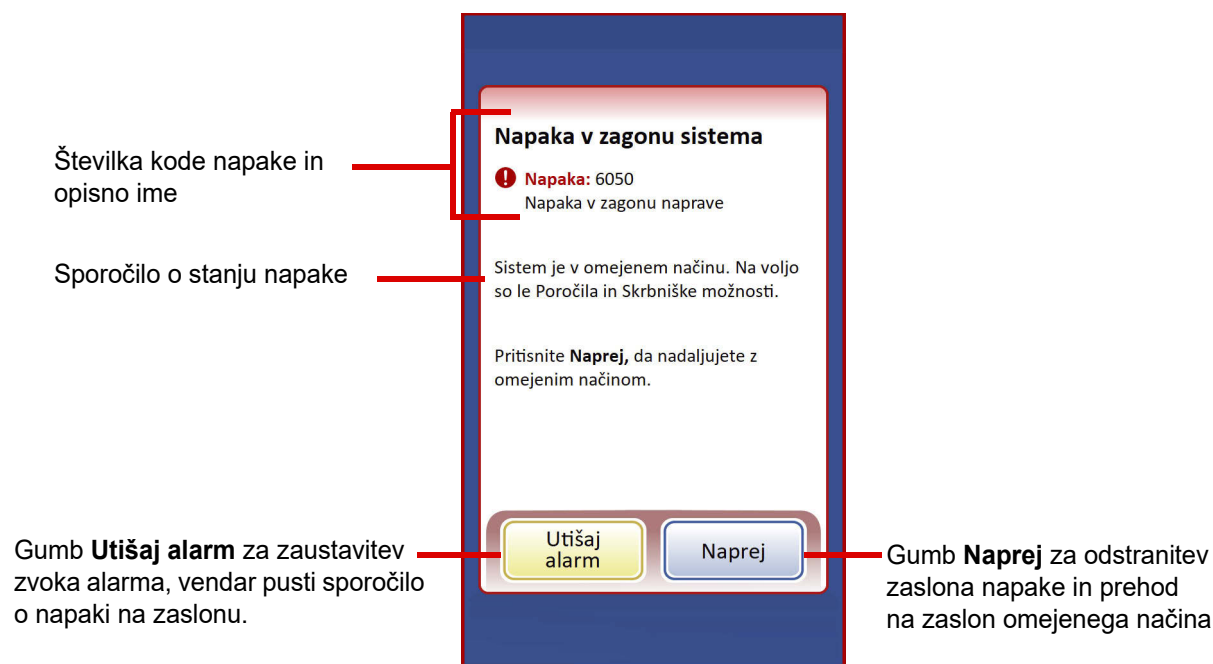 Številka kode napake in
opisno ime
Napaka v zagonu sistema
Napaka: 6050
Napaka v zagonu naprave
Sporočilo o stanju napake
Sistem je v omejenem načinu. Na voljo
so le Poročila in Skrbniške možnosti.
Pritisnite Naprej, da nadaljujete z
omejenim načinom.
Gumb Utišaj alarm za zaustavitev
zvoka alarma, vendar pusti sporočilo
o napaki na zaslonu.
Utišaj
alarm
Naprej
Gumb Naprej za odstranitev
zaslona napake in prehod
na zaslon omejenega načina